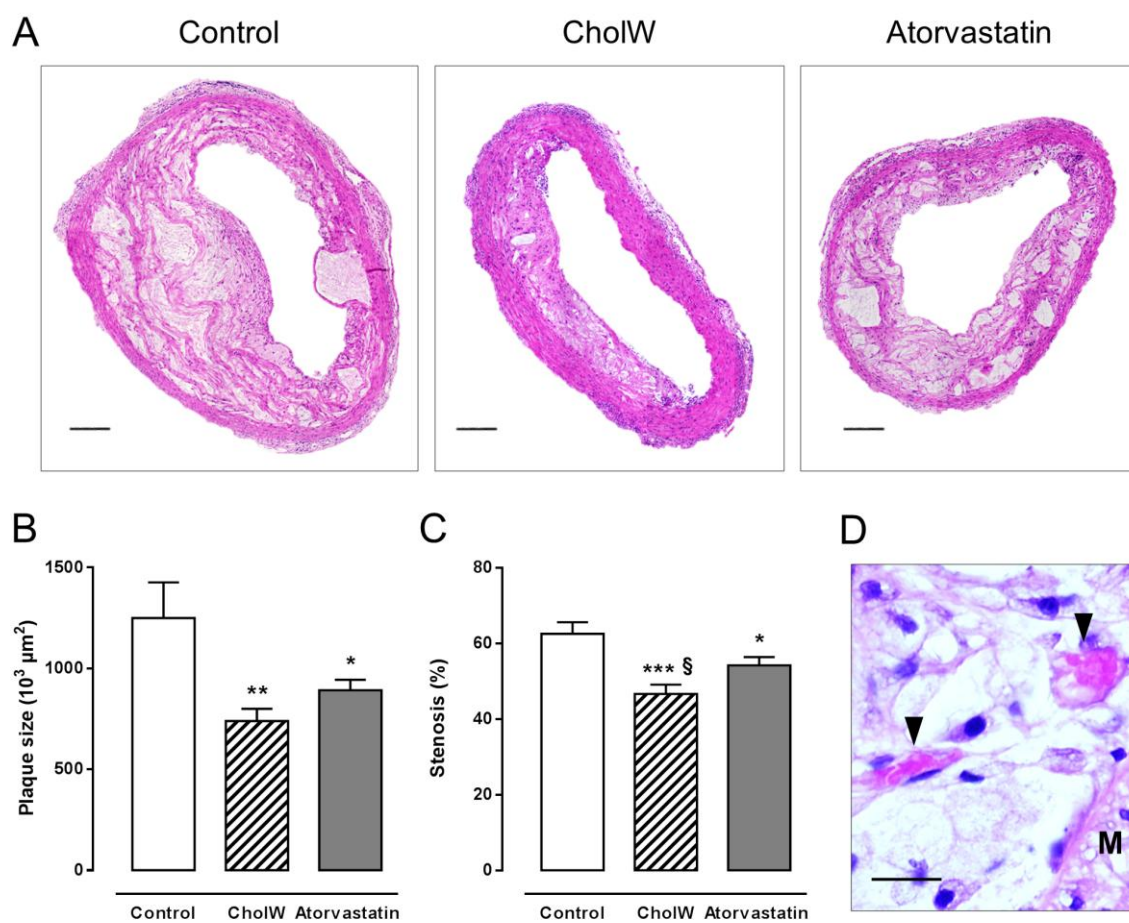 A
Control
CholW
Atorvastatin
B
Plaque size (10³ µm²)
1500
1000
500
0
**
*
Control
CholW
Atorvastatin
C
Stenosis (%)
80
60
40
20
0
*** §
*
Control
CholW
Atorvastatin
D
M